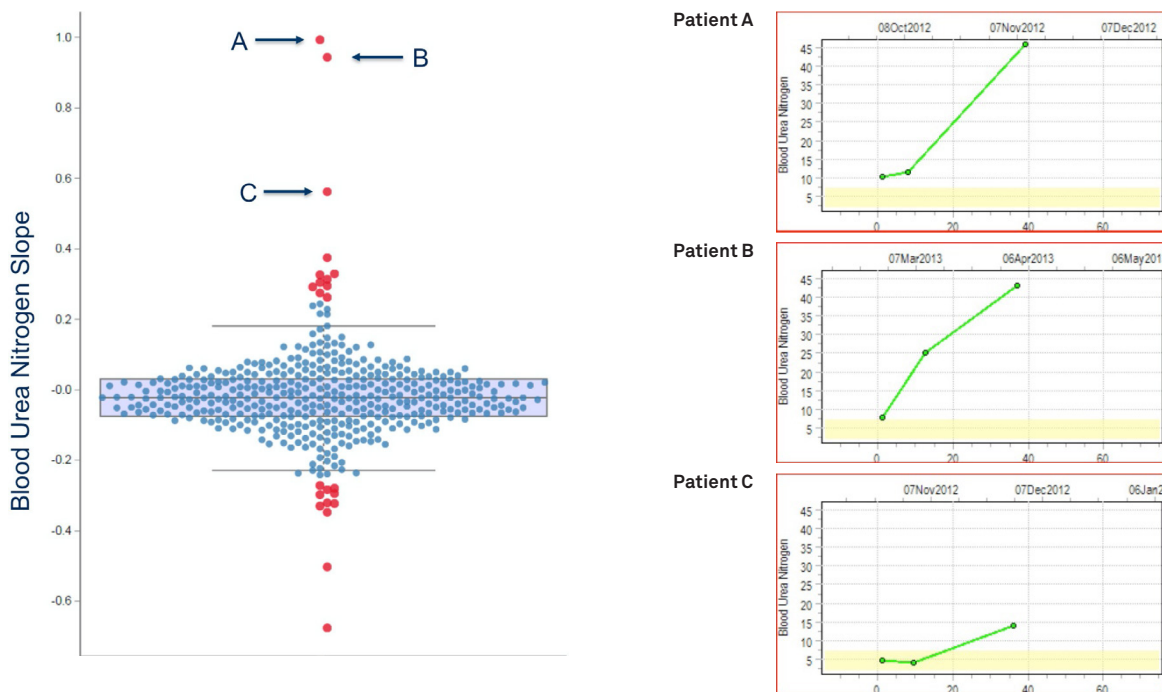 Blood Urea Nitrogen Slope
1.0
0.8
0.6
0.4
0.2
-0.0
-0.2
-0.4
-0.6
A
B
C
Patient A
08Oct2012 07Nov2012 07Dec2012
Blood Urea Nitrogen
45
40
35
30
25
20
15
10
5
0 20 40 60
Patient B
07Mar2013 06Apr2013 06May201
Blood Urea Nitrogen
45
40
35
30
25
20
15
10
5
0 20 40 60
Patient C
07Nov2012 07Dec2012 06Jan2
Blood Urea Nitrogen
45
40
35
30
25
20
15
10
5
0 20 40 60